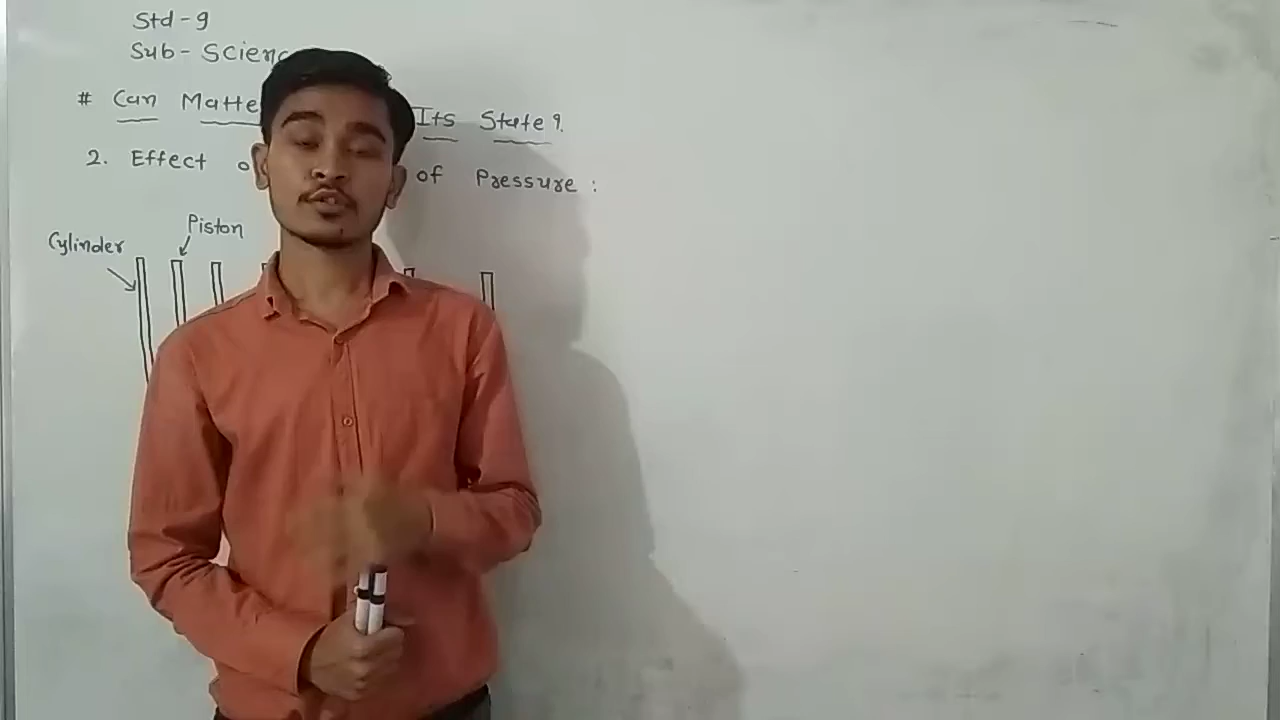 Std - 9
Sub - Scienc
# Can Matte Its State ?
2. Effect of Pressure :
Piston
Cylinder